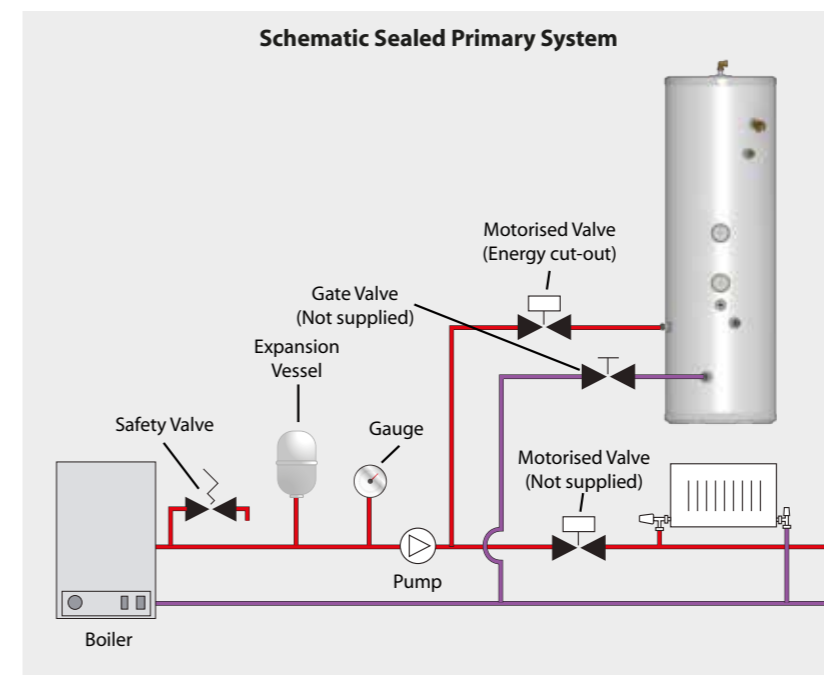 Schematic Sealed Primary System
Motorised Valve
(Energy cut-out)
Gate Valve
(Not supplied)
Expansion
Vessel
Safety Valve
Gauge
Motorised Valve
(Not supplied)
Pump
Boiler